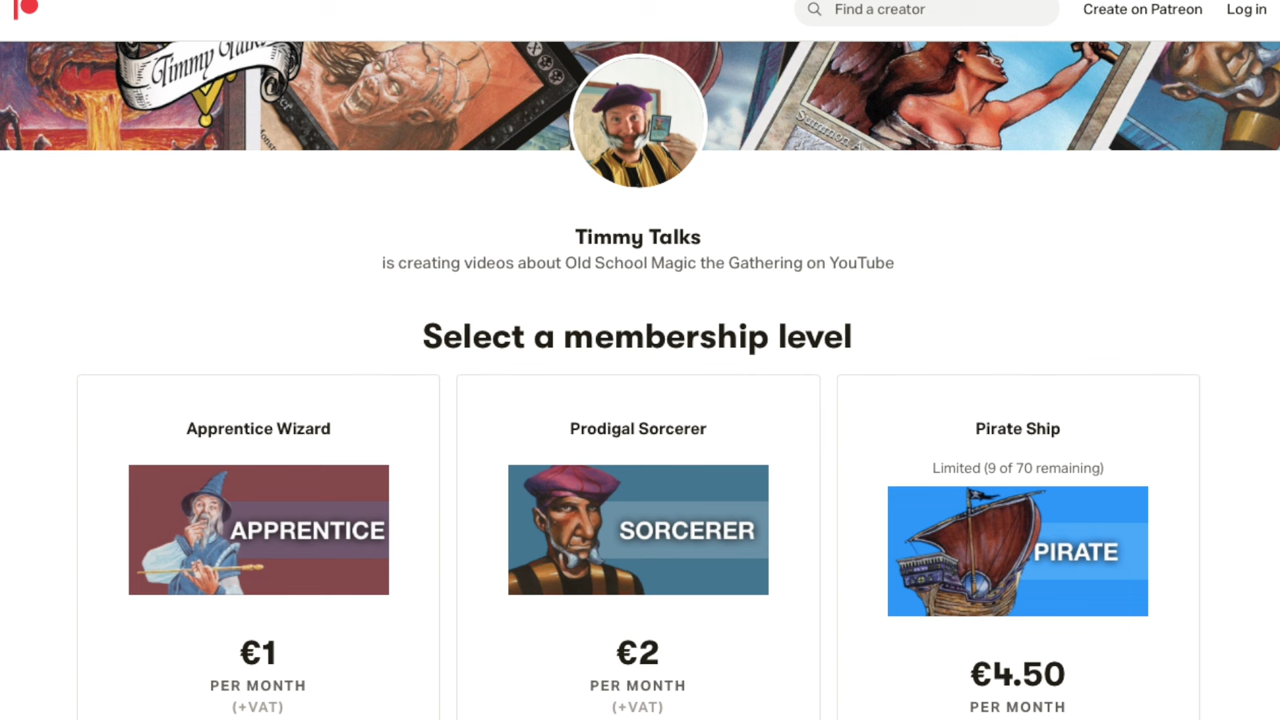 Find a creator
Create on Patreon
Log in
Timmy Talks
Summon A
Timmy Talks
is creating videos about Old School Magic the Gathering on YouTube
Select a membership level
Apprentice Wizard
Prodigal Sorcerer
Pirate Ship
Limited (9 of 70 remaining)
APPRENTICE
SORCERER
PIRATE
€1
€2
€4.50
PER MONTH
PER MONTH
PER MONTH
(+VAT)
(+VAT)